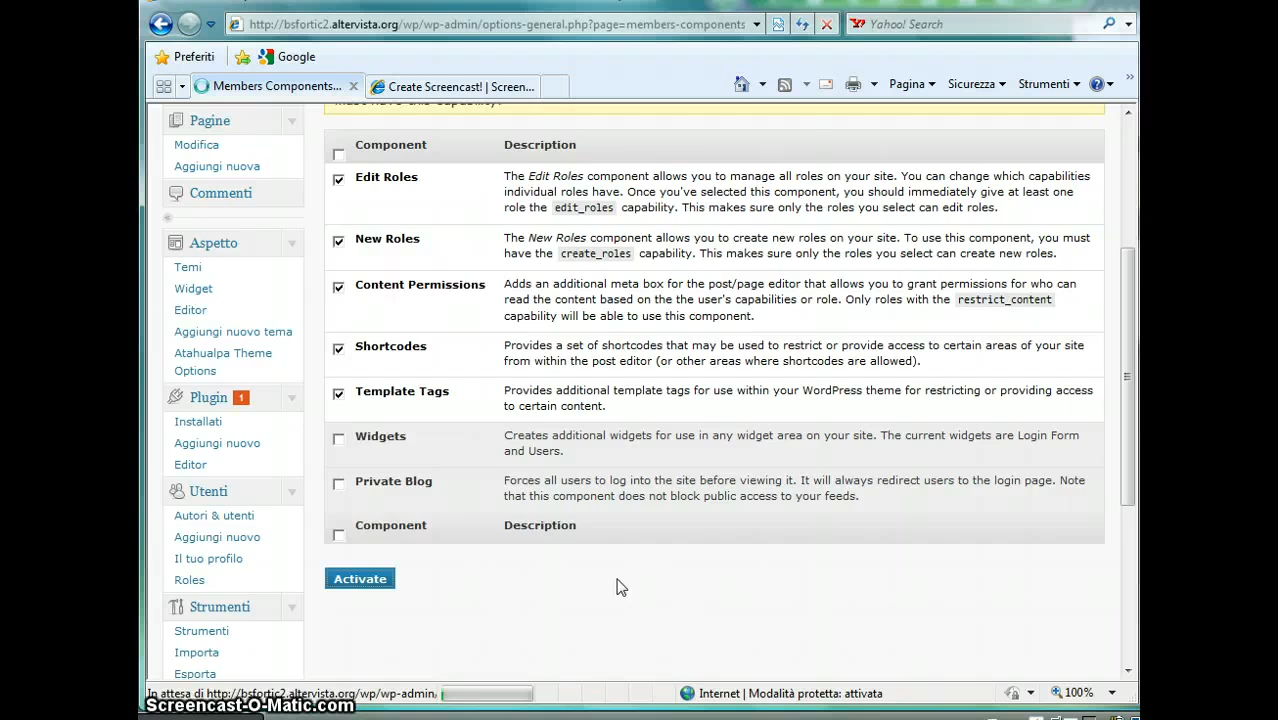 http://bsfortic2.altervista.org/wp/wp-admin/options-general.php?page=members-components
Yahoo! Search
Preferiti
Google
Members Components...
Create Screencast! | Screen...
Pagina
Sicurezza
Strumenti
must have this capability.
Pagine
Modifica
Aggiungi nuova
Commenti
Aspetto
Temi
Widget
Editor
Aggiungi nuovo tema
Atahualpa Theme
Options
Plugin 1
Installati
Aggiungi nuovo
Editor
Utenti
Autori & utenti
Aggiungi nuovo
Il tuo profilo
Roles
Strumenti
Strumenti
Importa
Esporta
Component Description
Edit Roles
The Edit Roles component allows you to manage all roles on your site. You can change which capabilities
individual roles have. Once you've selected this component, you should immediately give at least one
role the edit_roles capability. This makes sure only the roles you select can edit roles.
New Roles
The New Roles component allows you to create new roles on your site. To use this component, you must
have the create_roles capability. This makes sure only the roles you select can create new roles.
Content Permissions
Adds an additional meta box for the post/page editor that allows you to grant permissions for who can
read the content based on the the user's capabilities or role. Only roles with the restrict_content
capability will be able to use this component.
Shortcodes
Provides a set of shortcodes that may be used to restrict or provide access to certain areas of your site
from within the post editor (or other areas where shortcodes are allowed).
Template Tags
Provides additional template tags for use within your WordPress theme for restricting or providing access
to certain content.
Widgets
Creates additional widgets for use in any widget area on your site. The current widgets are Login Form
and Users.
Private Blog
Forces all users to log into the site before viewing it. It will always redirect users to the login page. Note
that this component does not block public access to your feeds.
Component Description
Activate
In attesa di http://bsfortic2.altervista.org/wp/wp-admin/
Internet | Modalità protetta: attivata
100%
Screencast-O-Matic.com